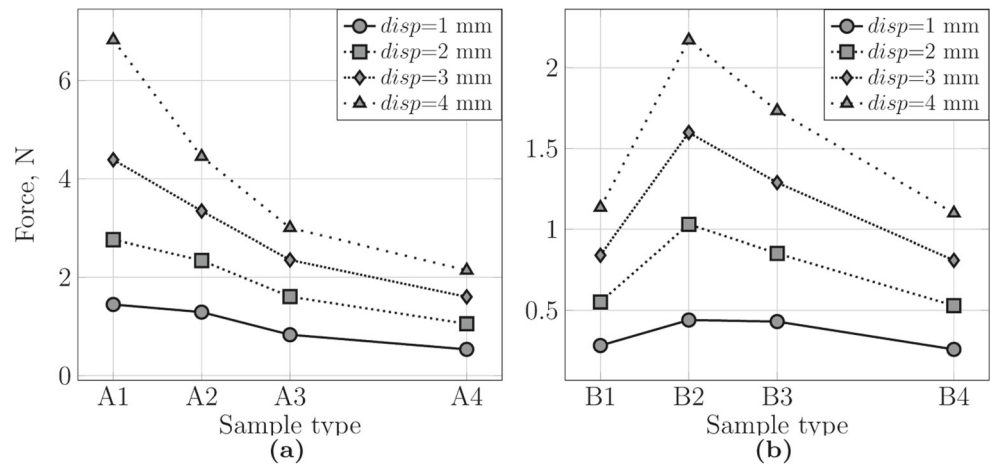 disp=1 mm
disp=2 mm
disp=3 mm
disp=4 mm
6
4
2
0
Force, N
A1 A2 A3 A4
Sample type
(a)
disp=1 mm
disp=2 mm
disp=3 mm
disp=4 mm
2
1.5
1
0.5
B1 B2 B3 B4
Sample type
(b)